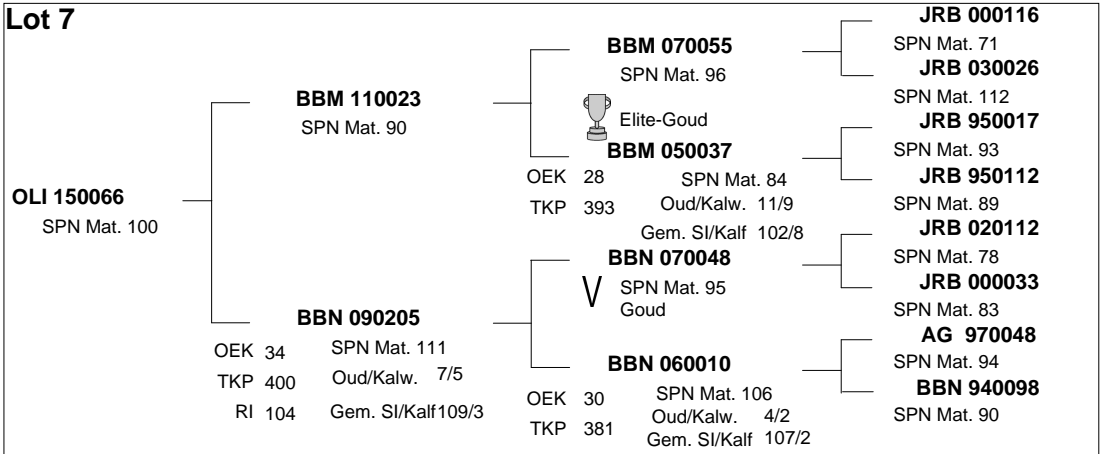 Lot 7
OLI 150066
SPN Mat. 100
BBM 110023
SPN Mat. 90
BBN 090205
OEK 34 SPN Mat. 111
TKP 400 Oud/Kalw. 7/5
RI 104 Gem. SI/Kalf 109/3
BBM 070055
SPN Mat. 96
Elite-Goud
BBM 050037
OEK 28 SPN Mat. 84
TKP 393 Oud/Kalw. 11/9
Gem. SI/Kalf 102/8
BBN 070048
V SPN Mat. 95
Goud
BBN 060010
OEK 30 SPN Mat. 106
TKP 381 Oud/Kalw. 4/2
Gem. SI/Kalf 107/2
JRB 000116
SPN Mat. 71
JRB 030026
SPN Mat. 112
JRB 950017
SPN Mat. 93
JRB 950112
SPN Mat. 89
JRB 020112
SPN Mat. 78
JRB 000033
SPN Mat. 83
AG 970048
SPN Mat. 94
BBN 940098
SPN Mat. 90